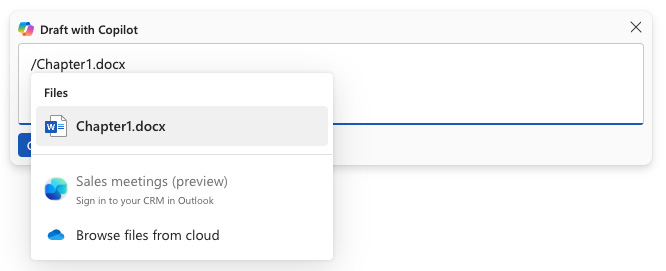 Draft with Copilot
/Chapter1.docx
Files
Chapter1.docx
Sales meetings (preview)
Sign in to your CRM in Outlook
Browse files from cloud